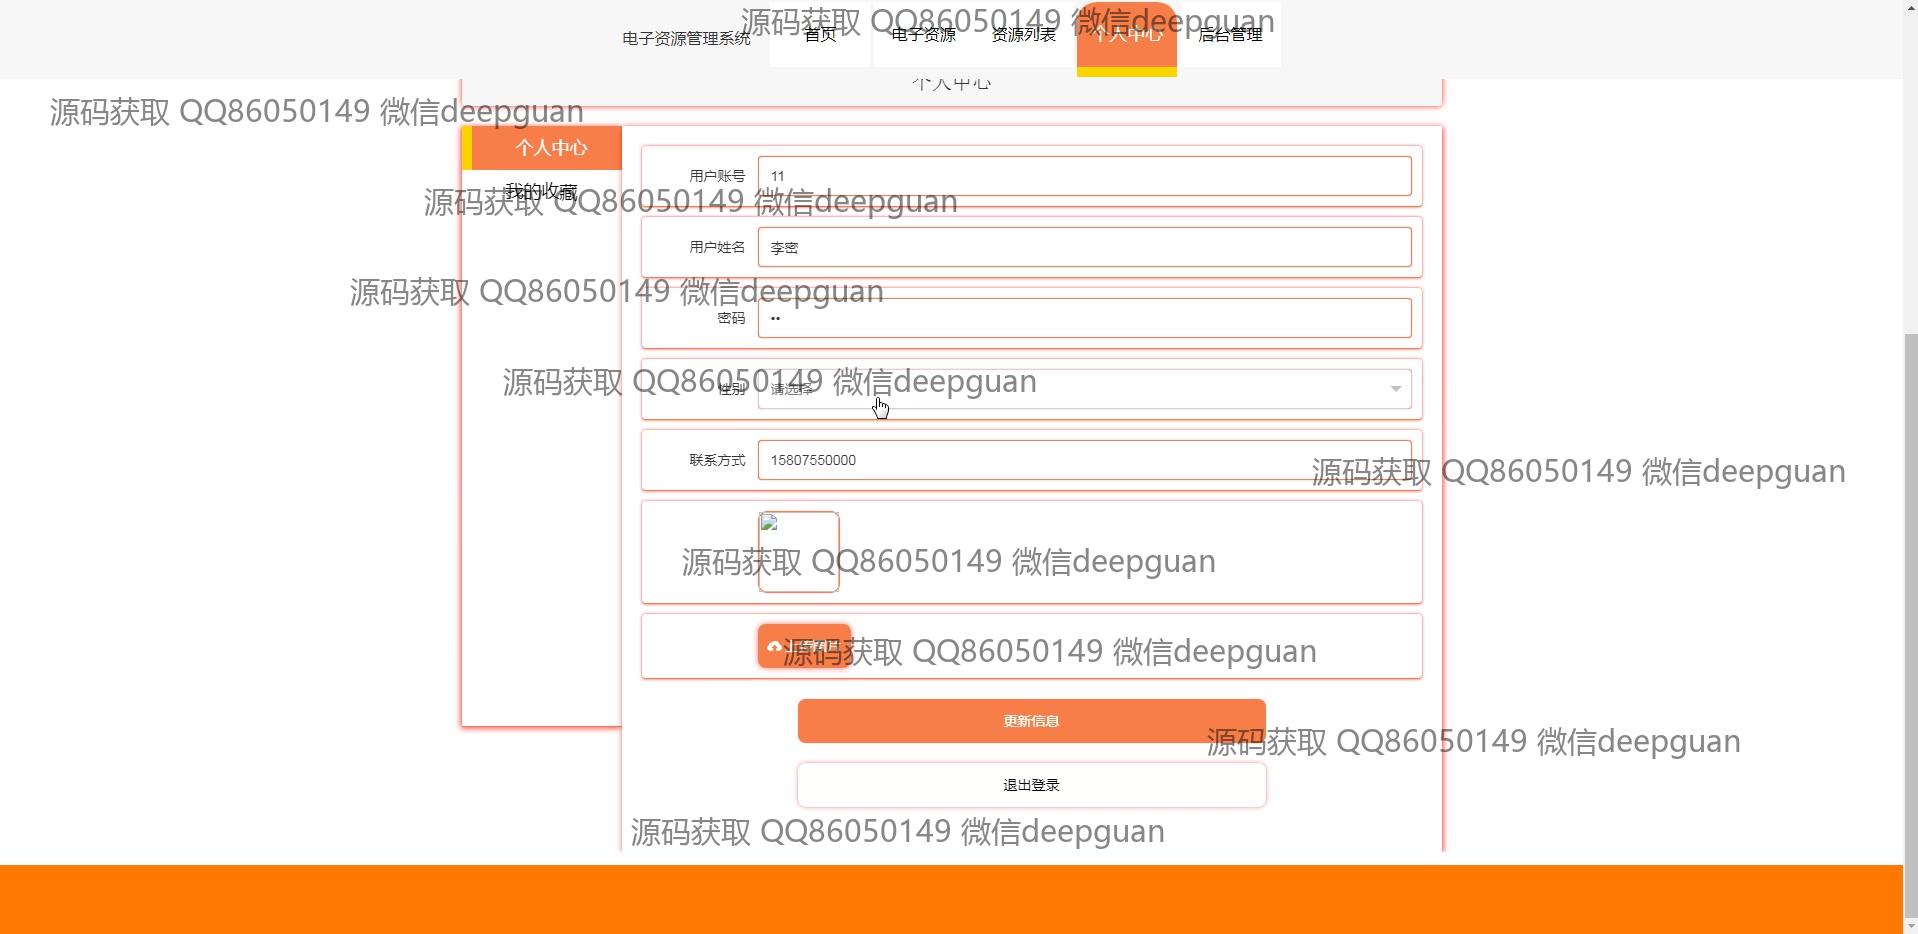 源码获取 QQ86050149 微信deepguan
电子资源管理系统 首页 电子资源 资源列表 个人中心 后台管理
个人中心
源码获取 QQ86050149 微信deepguan
个人中心
用户账号 11
我的收藏
源码获取 QQ86050149 微信deepguan
用户姓名 李密
源码获取 QQ86050149 微信deepguan
密码 ••
源码获取 QQ86050149 微信deepguan
性别 请选择
联系方式 15807550000
源码获取 QQ86050149 微信deepguan
源码获取 QQ86050149 微信deepguan
上传图片
源码获取 QQ86050149 微信deepguan
更新信息
源码获取 QQ86050149 微信deepguan
退出登录
源码获取 QQ86050149 微信deepguan